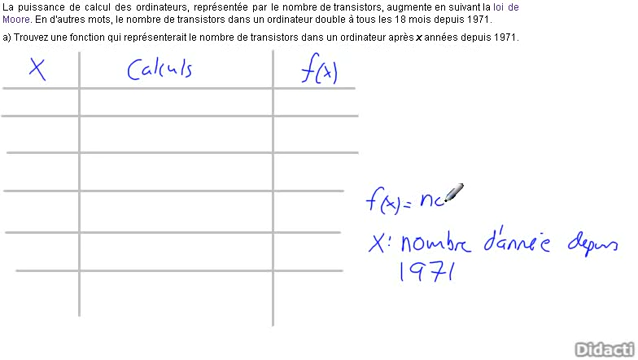 La puissance de calcul des ordinateurs, représentée par le nombre de transistors, augmente en suivant la loi de
Moore. En d'autres mots, le nombre de transistors dans un ordinateur double à tous les 18 mois depuis 1971.
a) Trouvez une fonction qui représenterait le nombre de transistors dans un ordinateur après x années depuis 1971.
X Calculs f(x)
f(x)= no
X: nombre d'année depuis
1971
Didacti